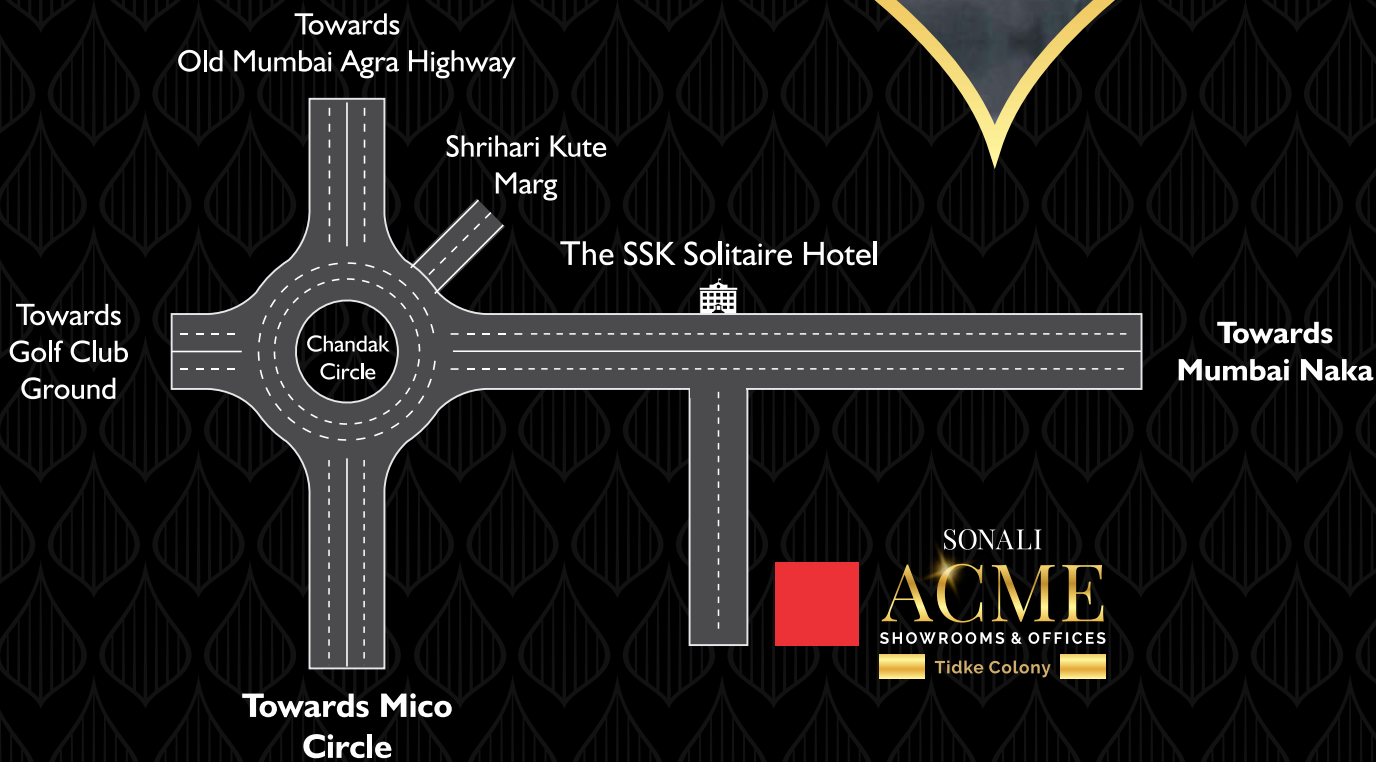 Towards
Old Mumbai Agra Highway
Shrihari Kute
Marg
The SSK Solitaire Hotel
Towards
Golf Club
Ground
Chandak
Circle
Towards
Mumbai Naka
SONALI
ACME
SHOWROOMS & OFFICES
Tidke Colony
Towards Mico
Circle